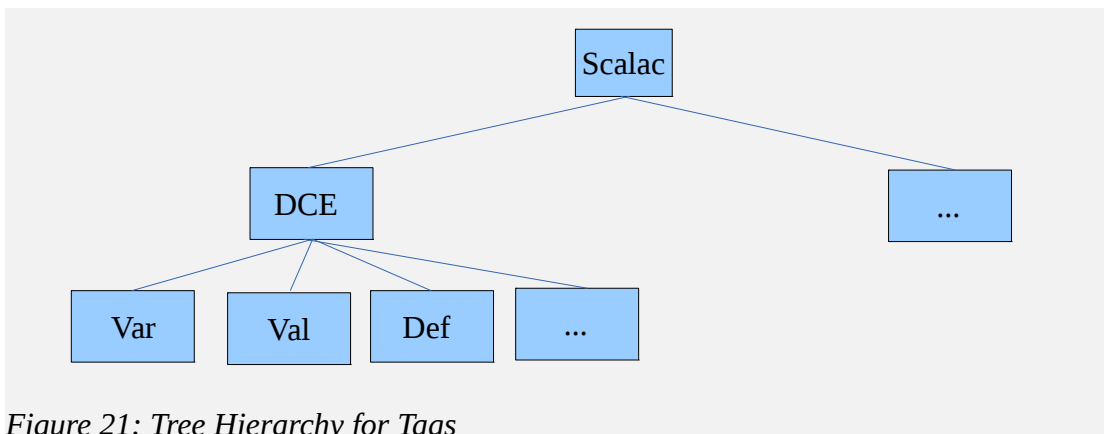 Scalac
DCE
...
Var
Val
Def
...
Figure 21: Tree Hierarchy for Tags